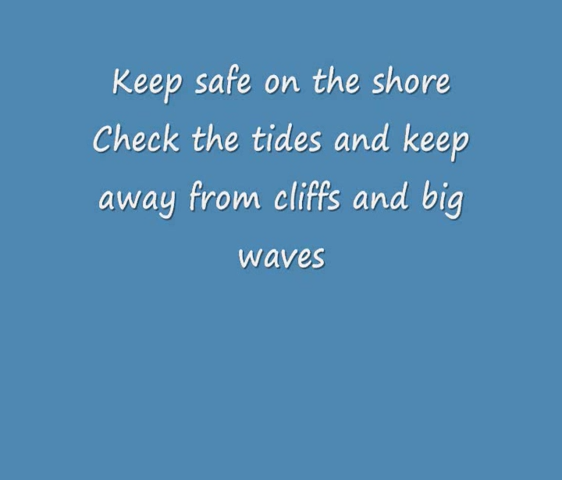 Keep safe on the shore
Check the tides and keep
away from cliffs and big
waves